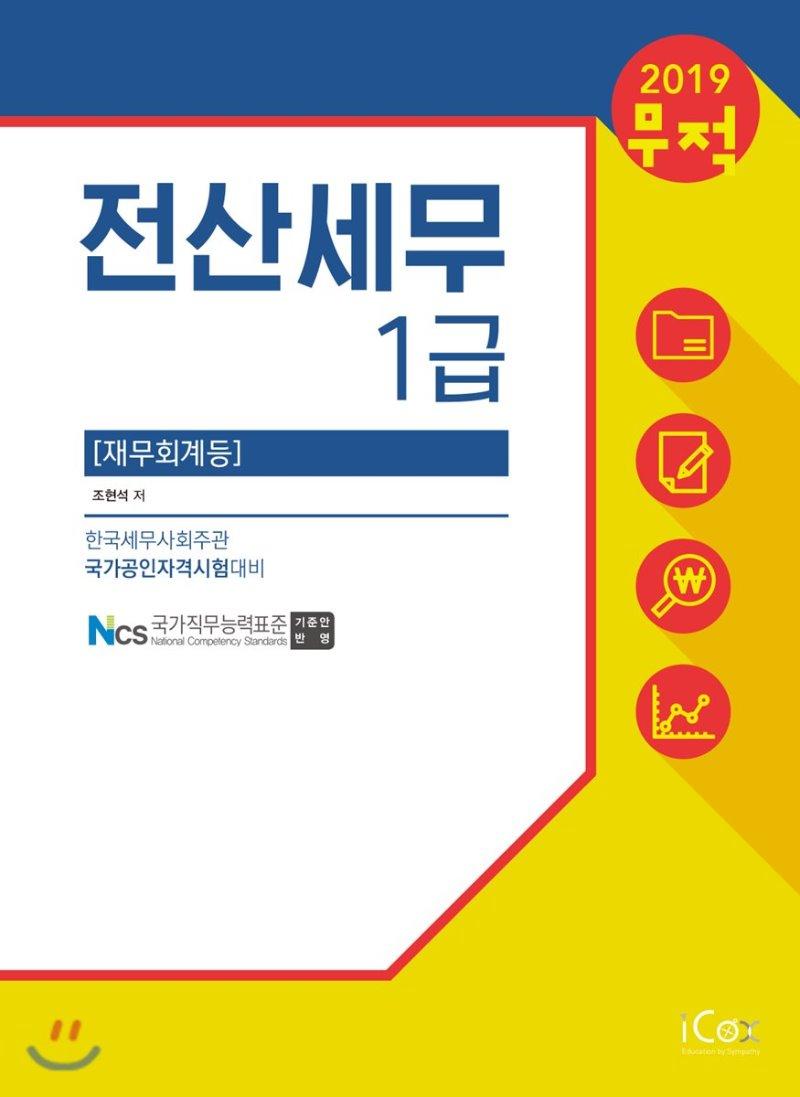 2019
무적
전산세무
1급
[재무회계등]
조현석 저
한국세무사회주관
국가공인자격시험대비
NCS 국가직무능력표준 기준안
National Competency Standards 반영
₩
iCox
Education by Sympathy